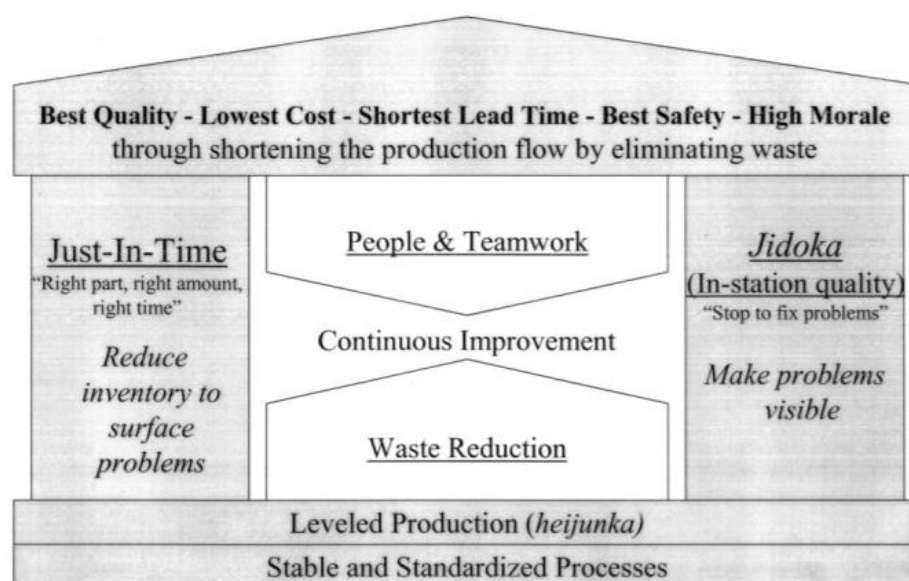 Best Quality - Lowest Cost - Shortest Lead Time - Best Safety - High Morale
through shortening the production flow by eliminating waste
Just-In-Time
“Right part, right amount,
right time”
Reduce
inventory to
surface
problems
People & Teamwork
Continuous Improvement
Waste Reduction
Jidoka
(In-station quality)
“Stop to fix problems”
Make problems
visible
Leveled Production (heijunka)
Stable and Standardized Processes